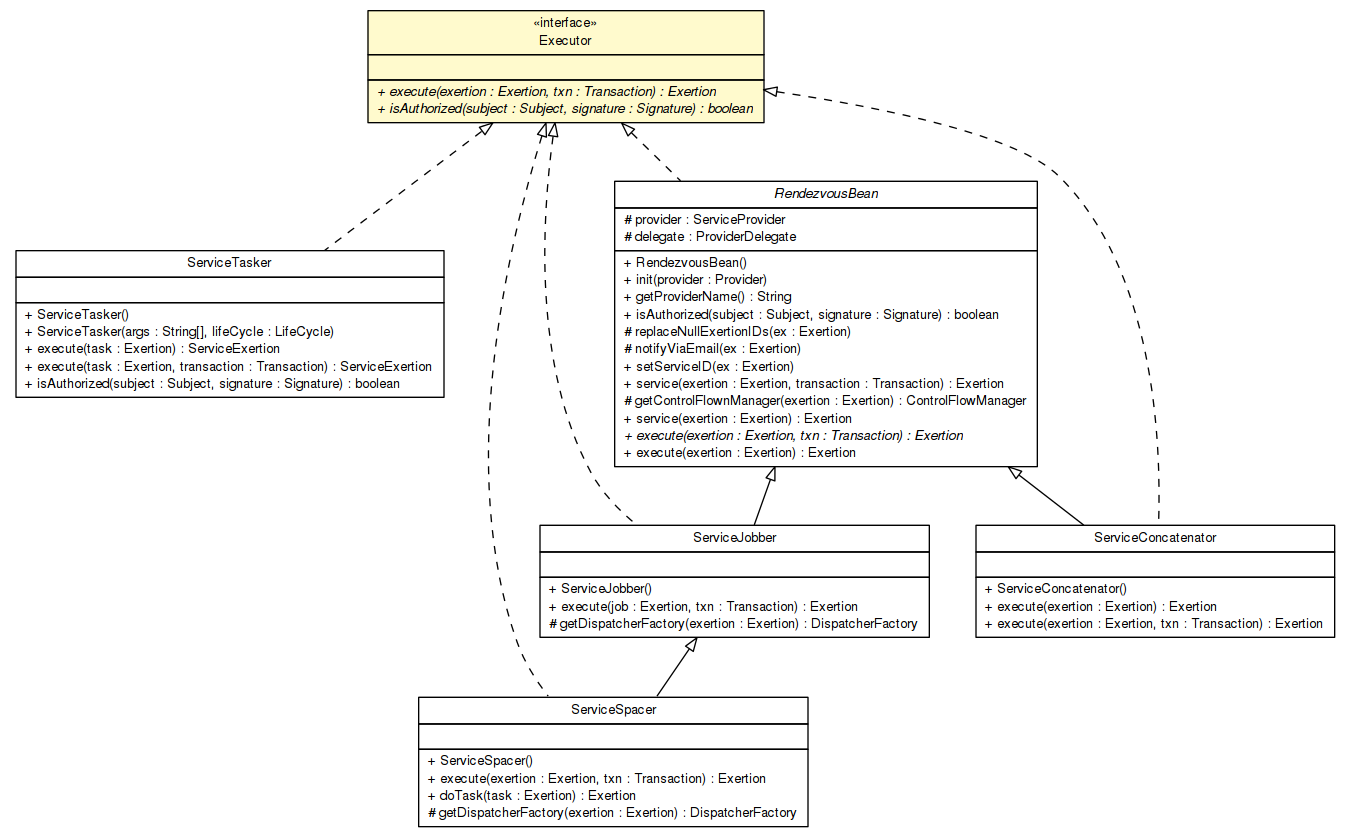 «interface»
Executor
+ execute(exertion : Exertion, txn : Transaction) : Exertion
+ isAuthorized(subject : Subject, signature : Signature) : boolean
RendezvousBean
# provider : ServiceProvider
# delegate : ProviderDelegate
+ RendezvousBean()
+ init(provider : Provider)
+ getProviderName() : String
+ isAuthorized(subject : Subject, signature : Signature) : boolean
# replaceNullExertionIDs(ex : Exertion)
# notifyViaEmail(ex : Exertion)
+ setServiceID(ex : Exertion)
+ service(exertion : Exertion, transaction : Transaction) : Exertion
# getControlFlownManager(exertion : Exertion) : ControlFlowManager
+ service(exertion : Exertion) : Exertion
+ execute(exertion : Exertion, txn : Transaction) : Exertion
+ execute(exertion : Exertion) : Exertion
ServiceTasker
+ ServiceTasker()
+ ServiceTasker(args : String[], lifeCycle : LifeCycle)
+ execute(task : Exertion) : ServiceExertion
+ execute(task : Exertion, transaction : Transaction) : ServiceExertion
+ isAuthorized(subject : Subject, signature : Signature) : boolean
ServiceJobber
+ ServiceJobber()
+ execute(job : Exertion, txn : Transaction) : Exertion
# getDispatcherFactory(exertion : Exertion) : DispatcherFactory
ServiceConcatenator
+ ServiceConcatenator()
+ execute(exertion : Exertion) : Exertion
+ execute(exertion : Exertion, txn : Transaction) : Exertion
ServiceSpacer
+ ServiceSpacer()
+ execute(exertion : Exertion, txn : Transaction) : Exertion
+ doTask(task : Exertion) : Exertion
# getDispatcherFactory(exertion : Exertion) : DispatcherFactory